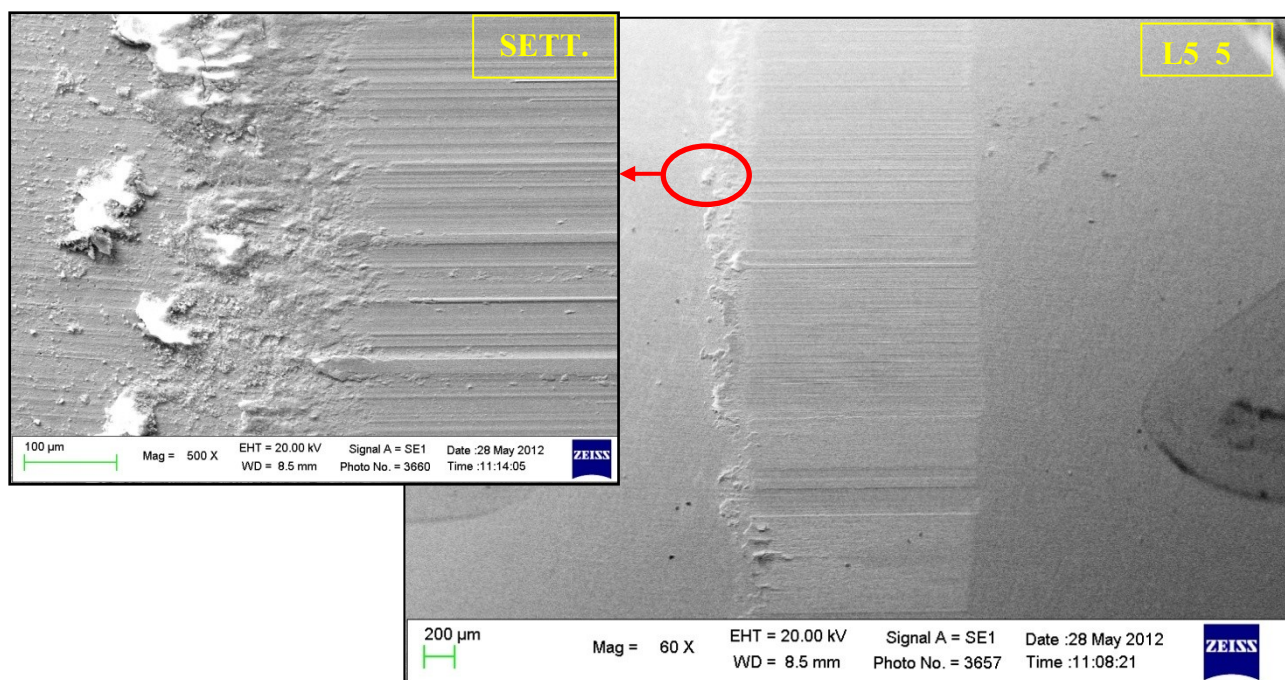 SETT.
100 µm
Mag = 500 X
EHT = 20.00 kV
WD = 8.5 mm
Signal A = SE1
Photo No. = 3660
Date :28 May 2012
Time :11:14:05
ZEISS
L5 5
200 µm
Mag = 60 X
EHT = 20.00 kV
WD = 8.5 mm
Signal A = SE1
Photo No. = 3657
Date :28 May 2012
Time :11:08:21
ZEISS